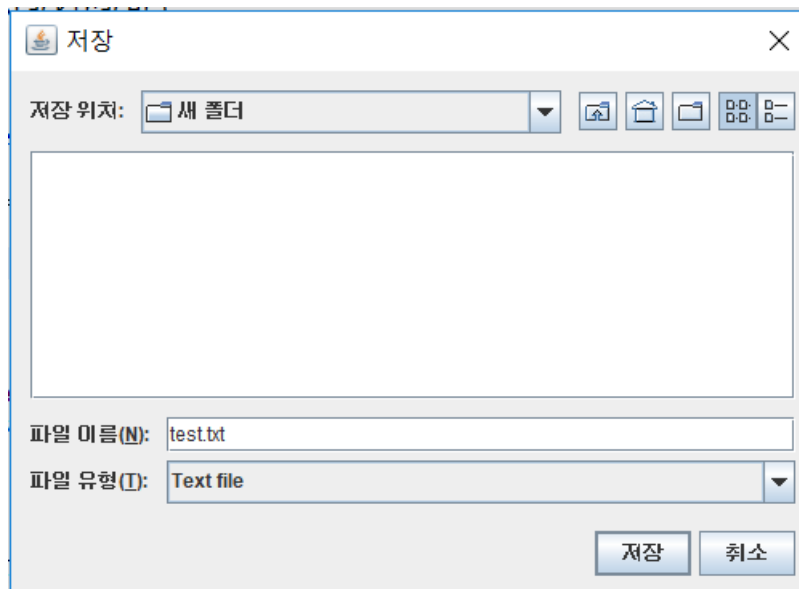 저장
저장 위처: 새 폴더
파일 이름(N): test.txt
파일 유형(T): Text file
저장 취소